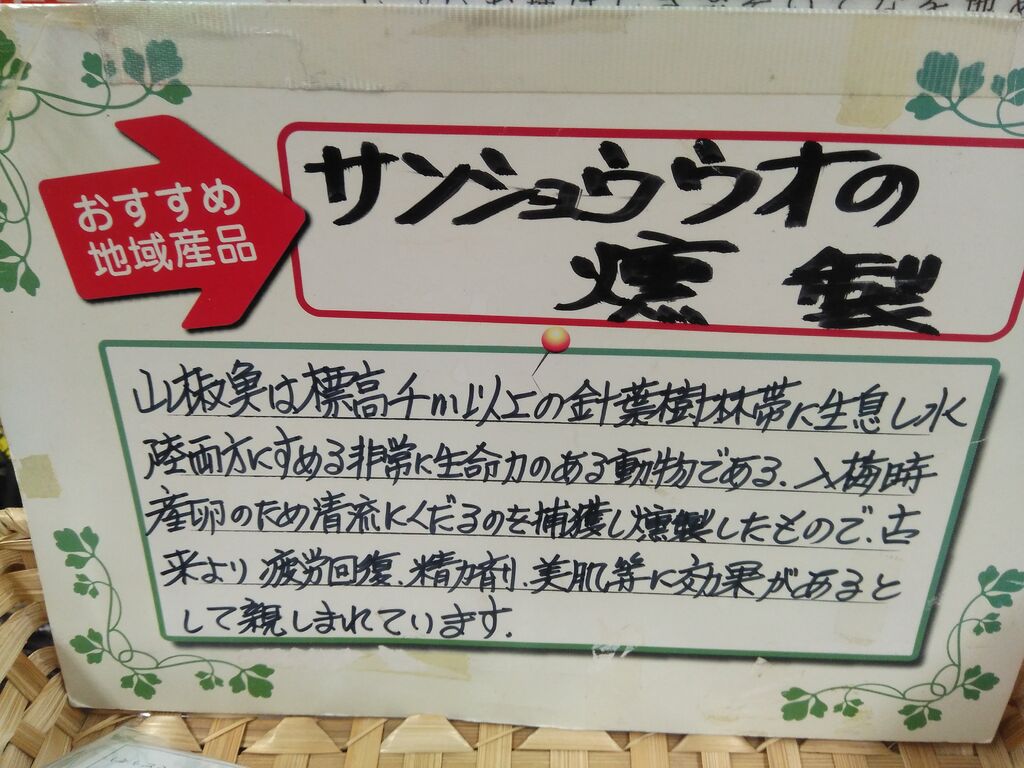 おすすめ
地域産品
サンショウウオの
燻製
山椒魚は標高千m以上の針葉樹林帯に生息し水
陸両方にすめる非常に生命力のある動物である、入梅時
産卵のため清流にくだるのを捕獲し燻製したもので、古
来より疲労回復、精力剤、美肌等に効果があると
して親しまれています.